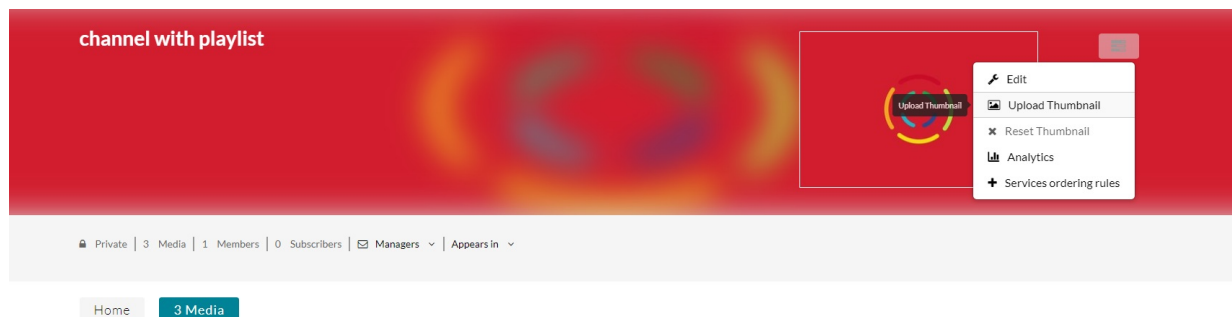 channel with playlist
Edit
Upload Thumbnail
Upload Thumbnail
Reset Thumbnail
Analytics
Services ordering rules
Private | 3 Media | 1 Members | 0 Subscribers | Managers | Appears in
Home 3 Media